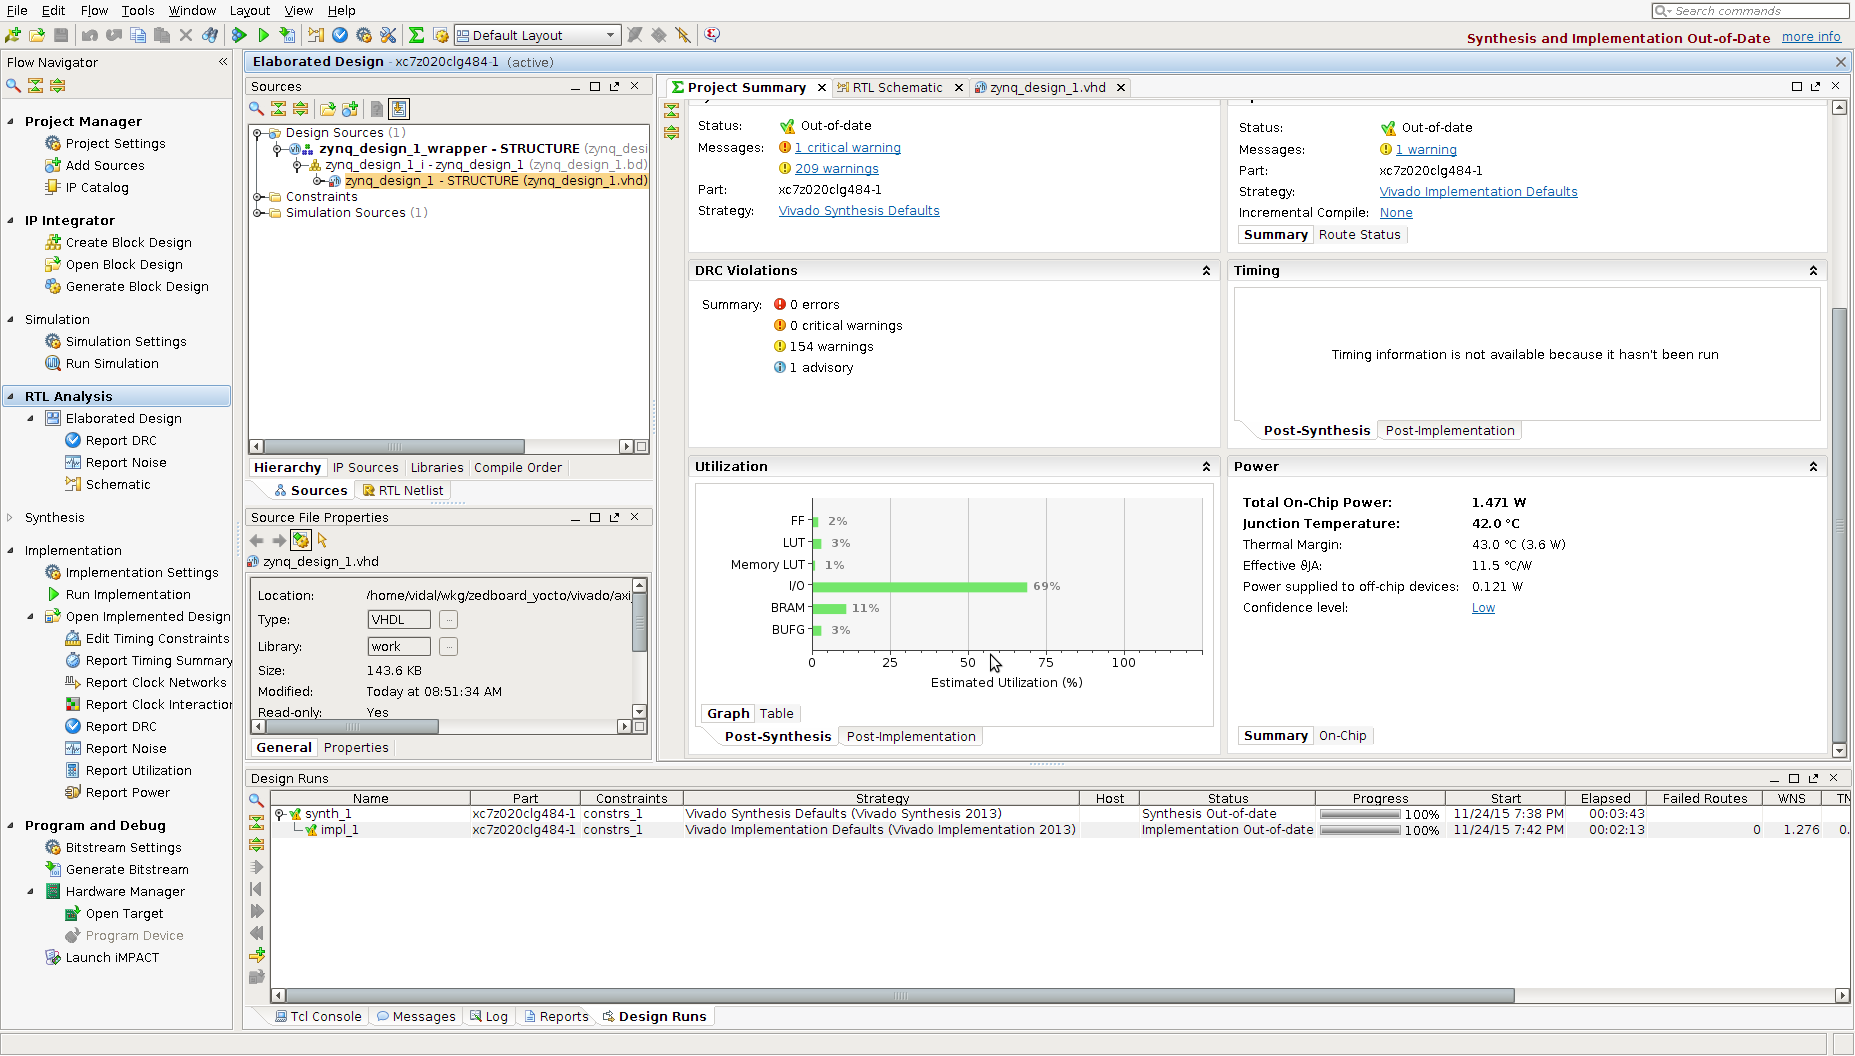 File Edit Flow Tools Window Layout View Help
Search commands
Default Layout
Synthesis and Implementation Out-of-Date more info
Flow Navigator
Project Manager
Project Settings
Add Sources
IP Catalog
IP Integrator
Create Block Design
Open Block Design
Generate Block Design
Simulation
Simulation Settings
Run Simulation
RTL Analysis
Elaborated Design
Report DRC
Report Noise
Schematic
Synthesis
Implementation
Implementation Settings
Run Implementation
Open Implemented Design
Edit Timing Constraints
Report Timing Summary
Report Clock Networks
Report Clock Interactio
Report DRC
Report Noise
Report Utilization
Report Power
Program and Debug
Bitstream Settings
Generate Bitstream
Hardware Manager
Open Target
Program Device
Launch iMPACT
Elaborated Design - xc7z020clg484-1 (active)
Sources
Design Sources (1)
zynq_design_1_wrapper - STRUCTURE (zynq_desi
zynq_design_1_i - zynq_design_1 (zynq_design_1.bd)
zynq_design_1 - STRUCTURE (zynq_design_1.vhd)
Constraints
Simulation Sources (1)
Hierarchy IP Sources Libraries Compile Order
Sources RTL Netlist
Source File Properties
zynq_design_1.vhd
Location: /home/vidal/wkg/zedboard_yocto/vivado/axi_
Type: VHDL ...
Library: work ...
Size: 143.6 KB
Modified: Today at 08:51:34 AM
Read-only: Yes
General Properties
Project Summary RTL Schematic zynq_design_1.vhd
Status: Out-of-date
Messages: 1 critical warning
209 warnings
Part: xc7z020clg484-1
Strategy: Vivado Synthesis Defaults
Status: Out-of-date
Messages: 1 warning
Part: xc7z020clg484-1
Strategy: Vivado Implementation Defaults
Incremental Compile: None
Summary Route Status
DRC Violations
Summary: 0 errors
0 critical warnings
154 warnings
1 advisory
Timing
Timing information is not available because it hasn't been run
Post-Synthesis Post-Implementation
Utilization
FF 2%
LUT 3%
Memory LUT 1%
I/O 69%
BRAM 11%
BUFG 3%
0 25 50 75 100
Estimated Utilization (%)
Graph Table
Post-Synthesis Post-Implementation
Power
Total On-Chip Power: 1.471 W
Junction Temperature: 42.0 °C
Thermal Margin: 43.0 °C (3.6 W)
Effective ϑJA: 11.5 °C/W
Power supplied to off-chip devices: 0.121 W
Confidence level: Low
Summary On-Chip
Design Runs
Name Part Constraints Strategy Host Status Progress Start Elapsed Failed Routes WNS TN
synth_1 xc7z020clg484-1 constrs_1 Vivado Synthesis Defaults (Vivado Synthesis 2013) Synthesis Out-of-date 100% 11/24/15 7:38 PM 00:03:43
impl_1 xc7z020clg484-1 constrs_1 Vivado Implementation Defaults (Vivado Implementation 2013) Implementation Out-of-date 100% 11/24/15 7:42 PM 00:02:13 0 1.276 0.
Tcl Console Messages Log Reports Design Runs